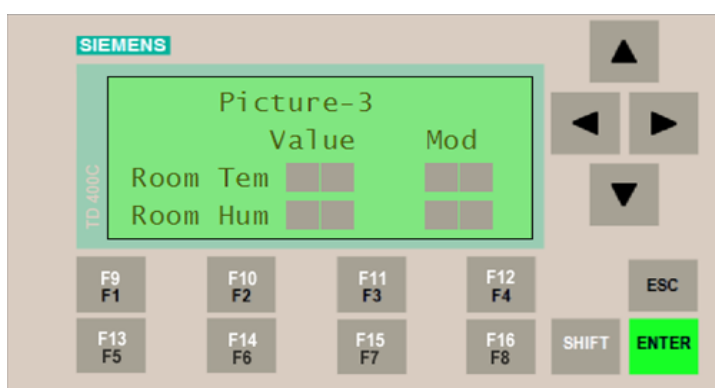 SIEMENS
TD 400C
Picture-3
Value Mod
Room Tem
Room Hum
F9 F10 F11 F12
F1 F2 F3 F4
ESC
F13 F14 F15 F16
F5 F6 F7 F8
SHIFT ENTER